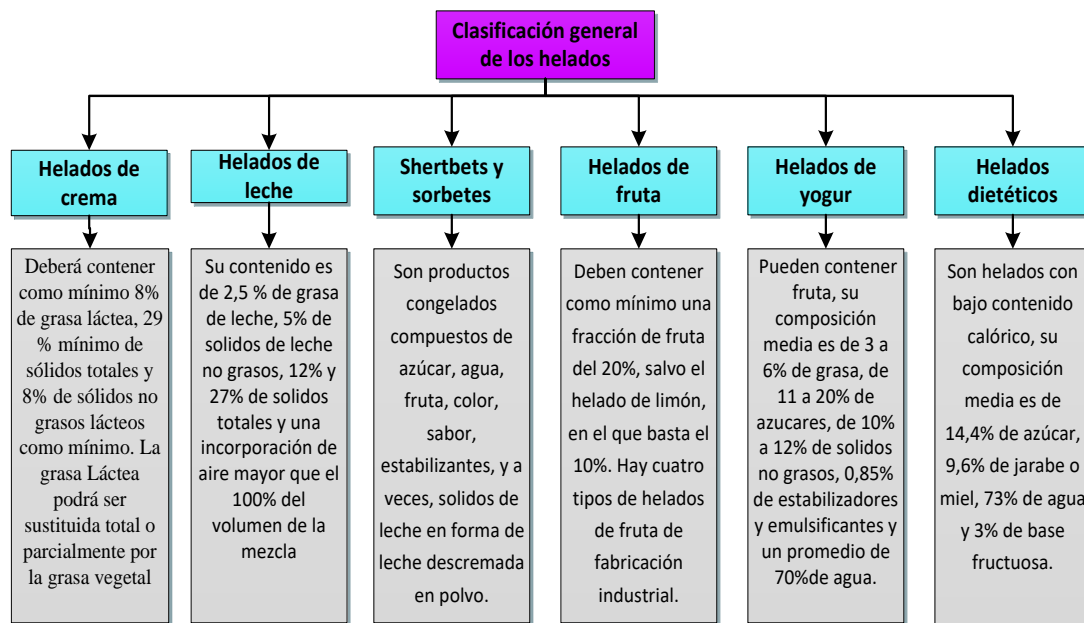 Clasificación general
de los helados
Helados de
crema
Helados de
leche
Shertbets y
sorbetes
Helados de
fruta
Helados de
yogur
Helados
dietéticos
Deberá contener
como mínimo 8%
de grasa láctea, 29
% mínimo de
sólidos totales y
8% de sólidos no
grasos lácteos
como mínimo. La
grasa Láctea
podrá ser
sustituida total o
parcialmente por
la grasa vegetal
Su contenido es
de 2,5 % de grasa
de leche, 5% de
solidos de leche
no grasos, 12% y
27% de solidos
totales y una
incorporación de
aire mayor que el
100% del
volumen de la
mezcla
Son productos
congelados
compuestos de
azúcar, agua,
fruta, color,
sabor,
estabilizantes, y a
veces, solidos de
leche en forma de
leche descremada
en polvo.
Deben contener
como mínimo una
fracción de fruta
del 20%, salvo el
helado de limón,
en el que basta el
10%. Hay cuatro
tipos de helados
de fruta de
fabricación
industrial.
Pueden contener
fruta, su
composición
media es de 3 a
6% de grasa, de
11 a 20% de
azucares, de 10%
a 12% de solidos
no grasos, 0,85%
de estabilizadores
y emulsificantes y
un promedio de
70%de agua.
Son helados con
bajo contenido
calórico, su
composición
media es de
14,4% de azúcar,
9,6% de jarabe o
miel, 73% de agua
y 3% de base
fructuosa.